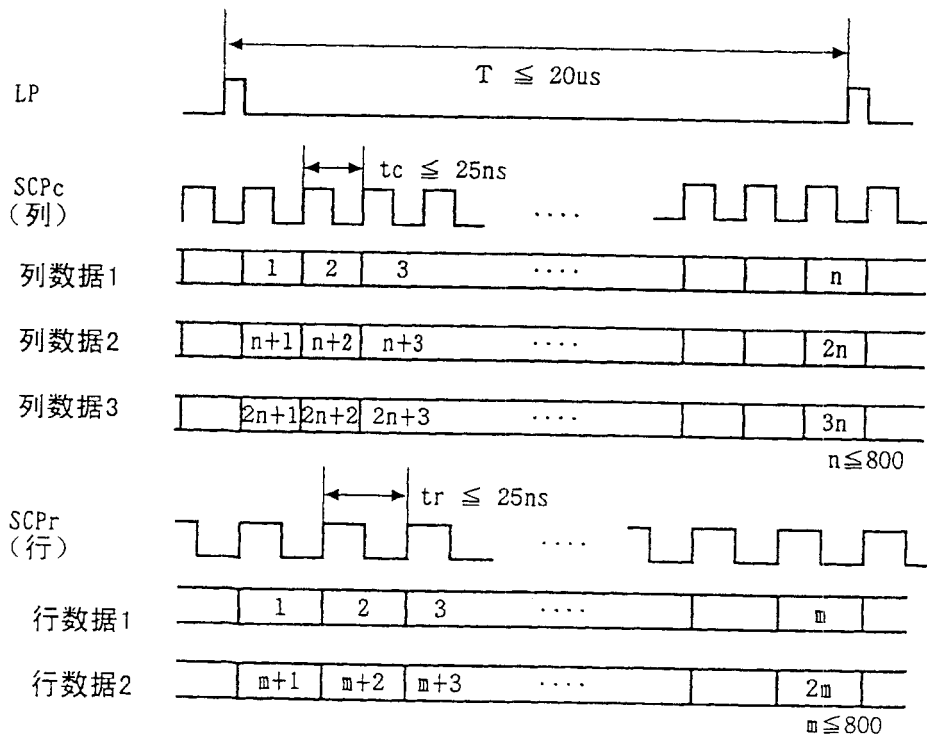 T ≦ 20us
LP
tc ≦ 25ns
SCPc
(列)
····
列数据1 1 2 3 ···· n
列数据2 n+1 n+2 n+3 ···· 2n
列数据3 2n+1 2n+2 2n+3 ···· 3n
n≦800
tr ≦ 25ns
SCPr
(行)
····
行数据1 1 2 3 ···· m
行数据2 m+1 m+2 m+3 ···· 2m
m≦800